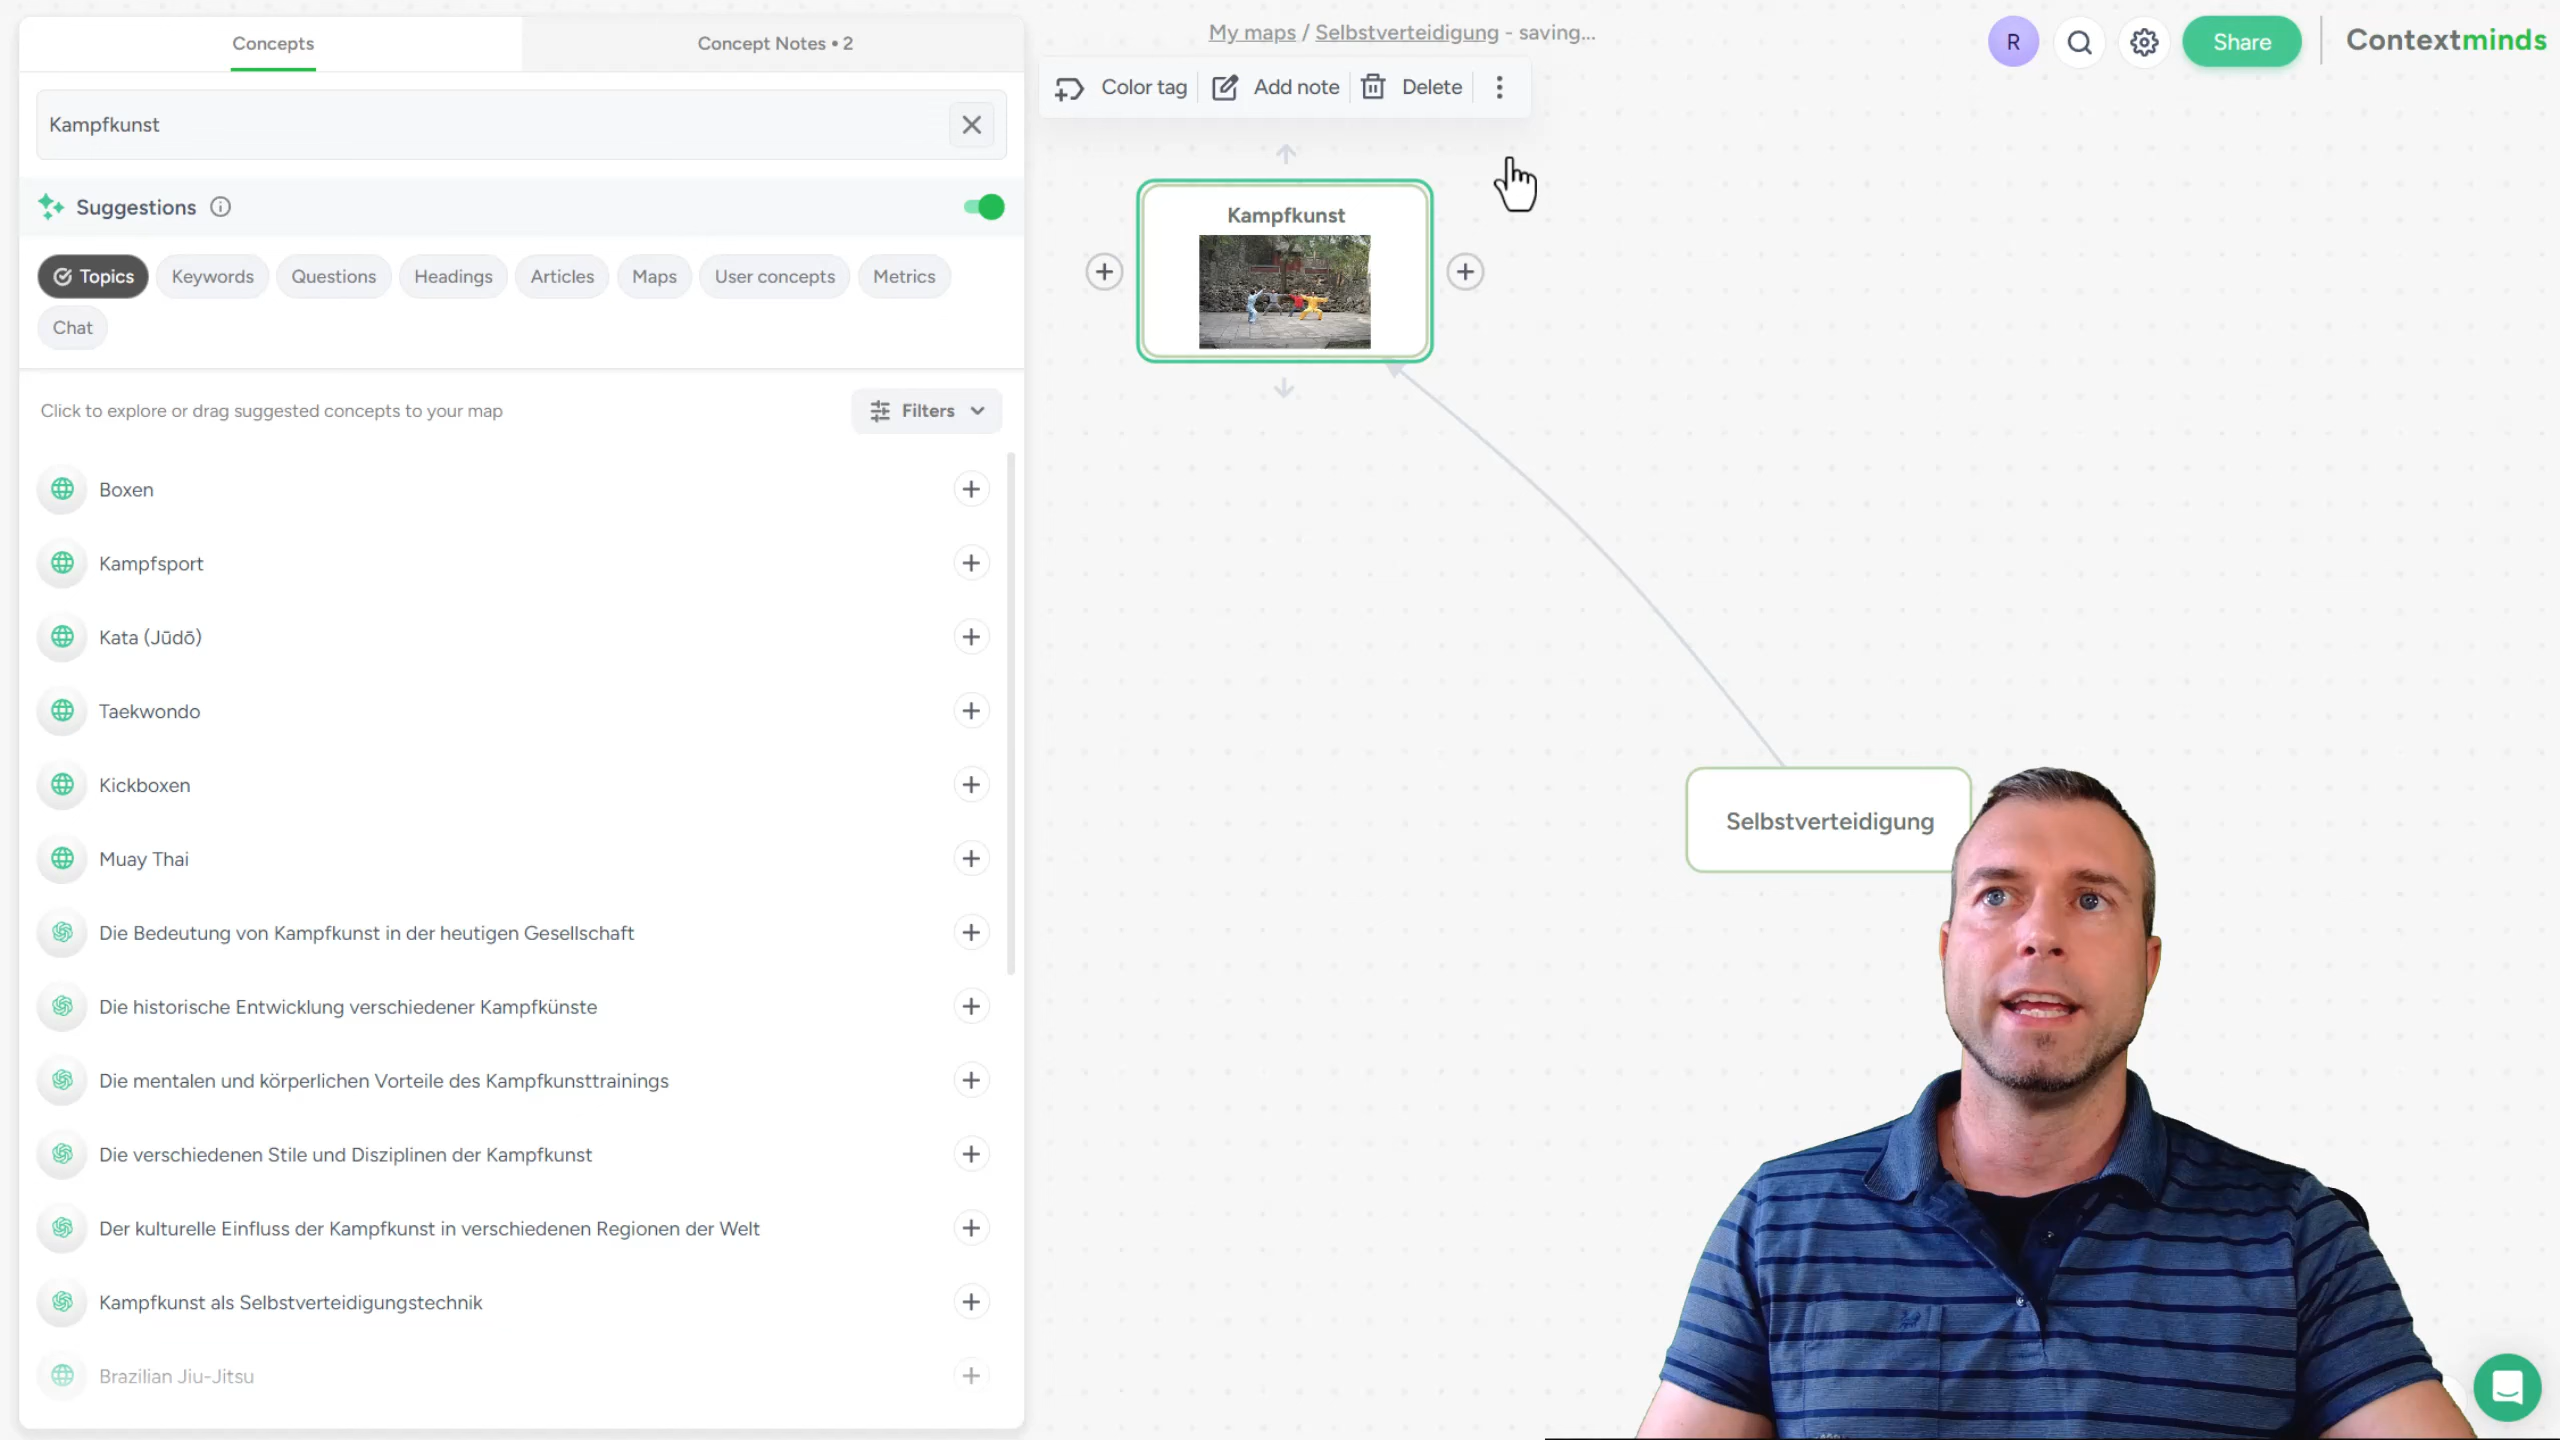 Concepts
Concept Notes • 2
My maps / Selbstverteidigung - saving...
R
Share
Contextminds
Color tag
Add note
Delete
Kampfkunst
Suggestions
Topics
Keywords
Questions
Headings
Articles
Maps
User concepts
Metrics
Chat
Click to explore or drag suggested concepts to your map
Filters
Boxen
Kampfsport
Kata (Jūdō)
Taekwondo
Kickboxen
Muay Thai
Die Bedeutung von Kampfkunst in der heutigen Gesellschaft
Die historische Entwicklung verschiedener Kampfkünste
Die mentalen und körperlichen Vorteile des Kampfkunsttrainings
Die verschiedenen Stile und Disziplinen der Kampfkunst
Der kulturelle Einfluss der Kampfkunst in verschiedenen Regionen der Welt
Kampfkunst als Selbstverteidigungstechnik
Brazilian Jiu-Jitsu
Kampfkunst
Selbstverteidigung